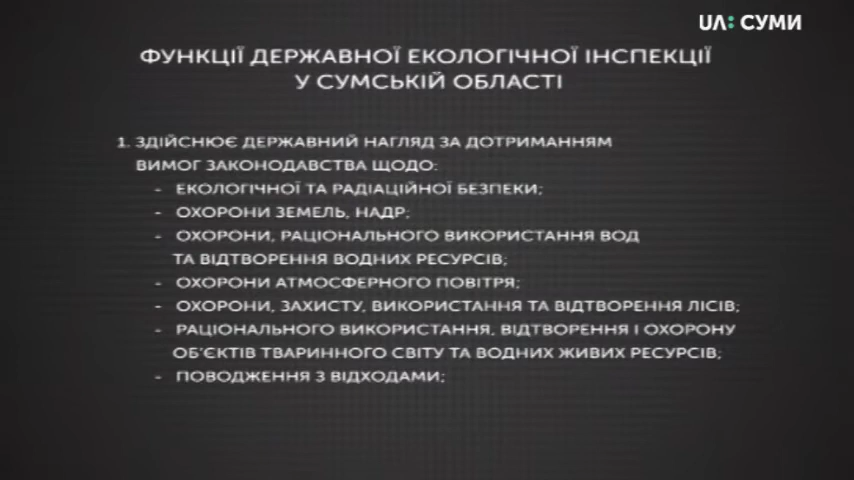 UA: СУМИ
ФУНКЦІЇ ДЕРЖАВНОЇ ЕКОЛОГІЧНОЇ ІНСПЕКЦІЇ
У СУМСЬКІЙ ОБЛАСТІ
1. ЗДІЙСНЮЄ ДЕРЖАВНИЙ НАГЛЯД ЗА ДОТРИМАННЯМ
ВИМОГ ЗАКОНОДАВСТВА ЩОДО:
- ЕКОЛОГІЧНОЇ ТА РАДІАЦІЙНОЇ БЕЗПЕКИ;
- ОХОРОНИ ЗЕМЕЛЬ, НАДР;
- ОХОРОНИ, РАЦІОНАЛЬНОГО ВИКОРИСТАННЯ ВОД
ТА ВІДТВОРЕННЯ ВОДНИХ РЕСУРСІВ;
- ОХОРОНИ АТМОСФЕРНОГО ПОВІТРЯ;
- ОХОРОНИ, ЗАХИСТУ, ВИКОРИСТАННЯ ТА ВІДТВОРЕННЯ ЛІСІВ;
- РАЦІОНАЛЬНОГО ВИКОРИСТАННЯ, ВІДТВОРЕННЯ І ОХОРОНУ
ОБ'ЄКТІВ ТВАРИННОГО СВІТУ ТА ВОДНИХ ЖИВИХ РЕСУРСІВ;
- ПОВОДЖЕННЯ З ВІДХОДАМИ;